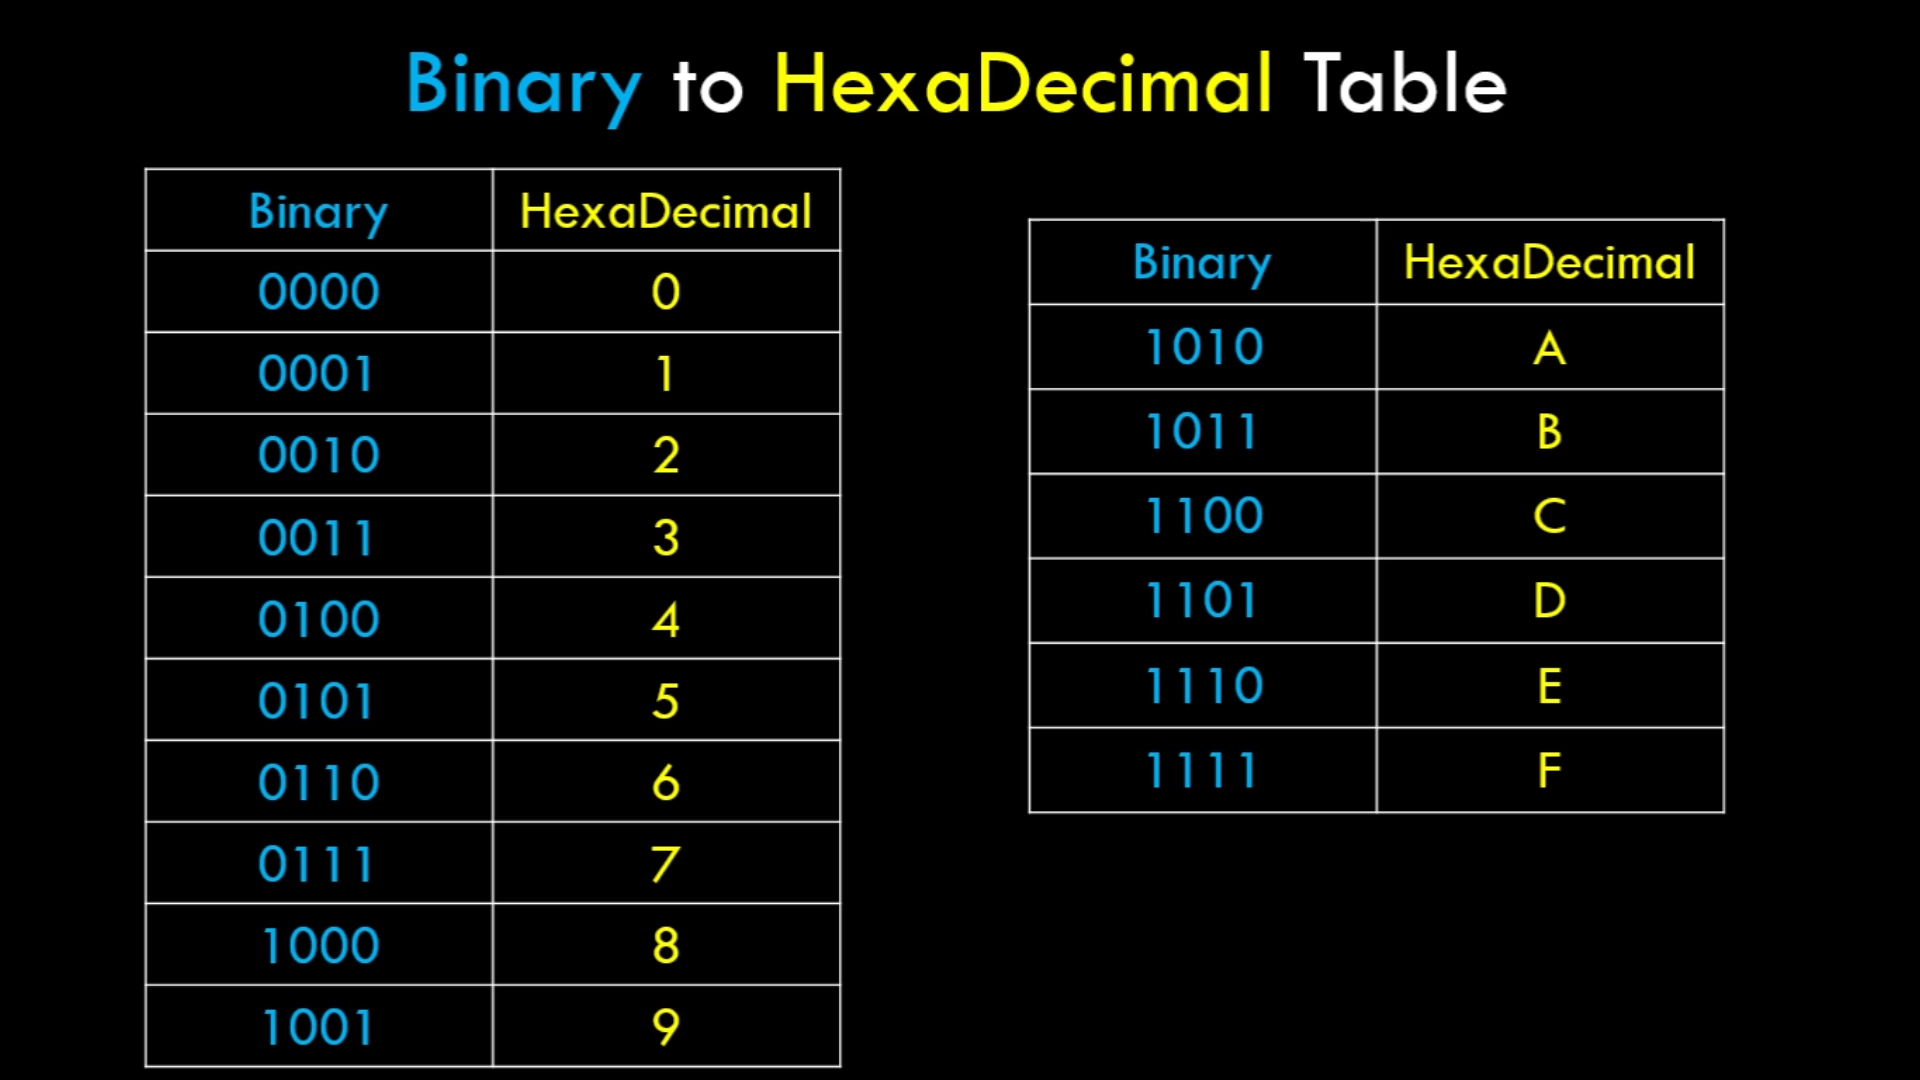 Binary to HexaDecimal Table
Binary HexaDecimal
0000 0
0001 1
0010 2
0011 3
0100 4
0101 5
0110 6
0111 7
1000 8
1001 9
Binary HexaDecimal
1010 A
1011 B
1100 C
1101 D
1110 E
1111 F